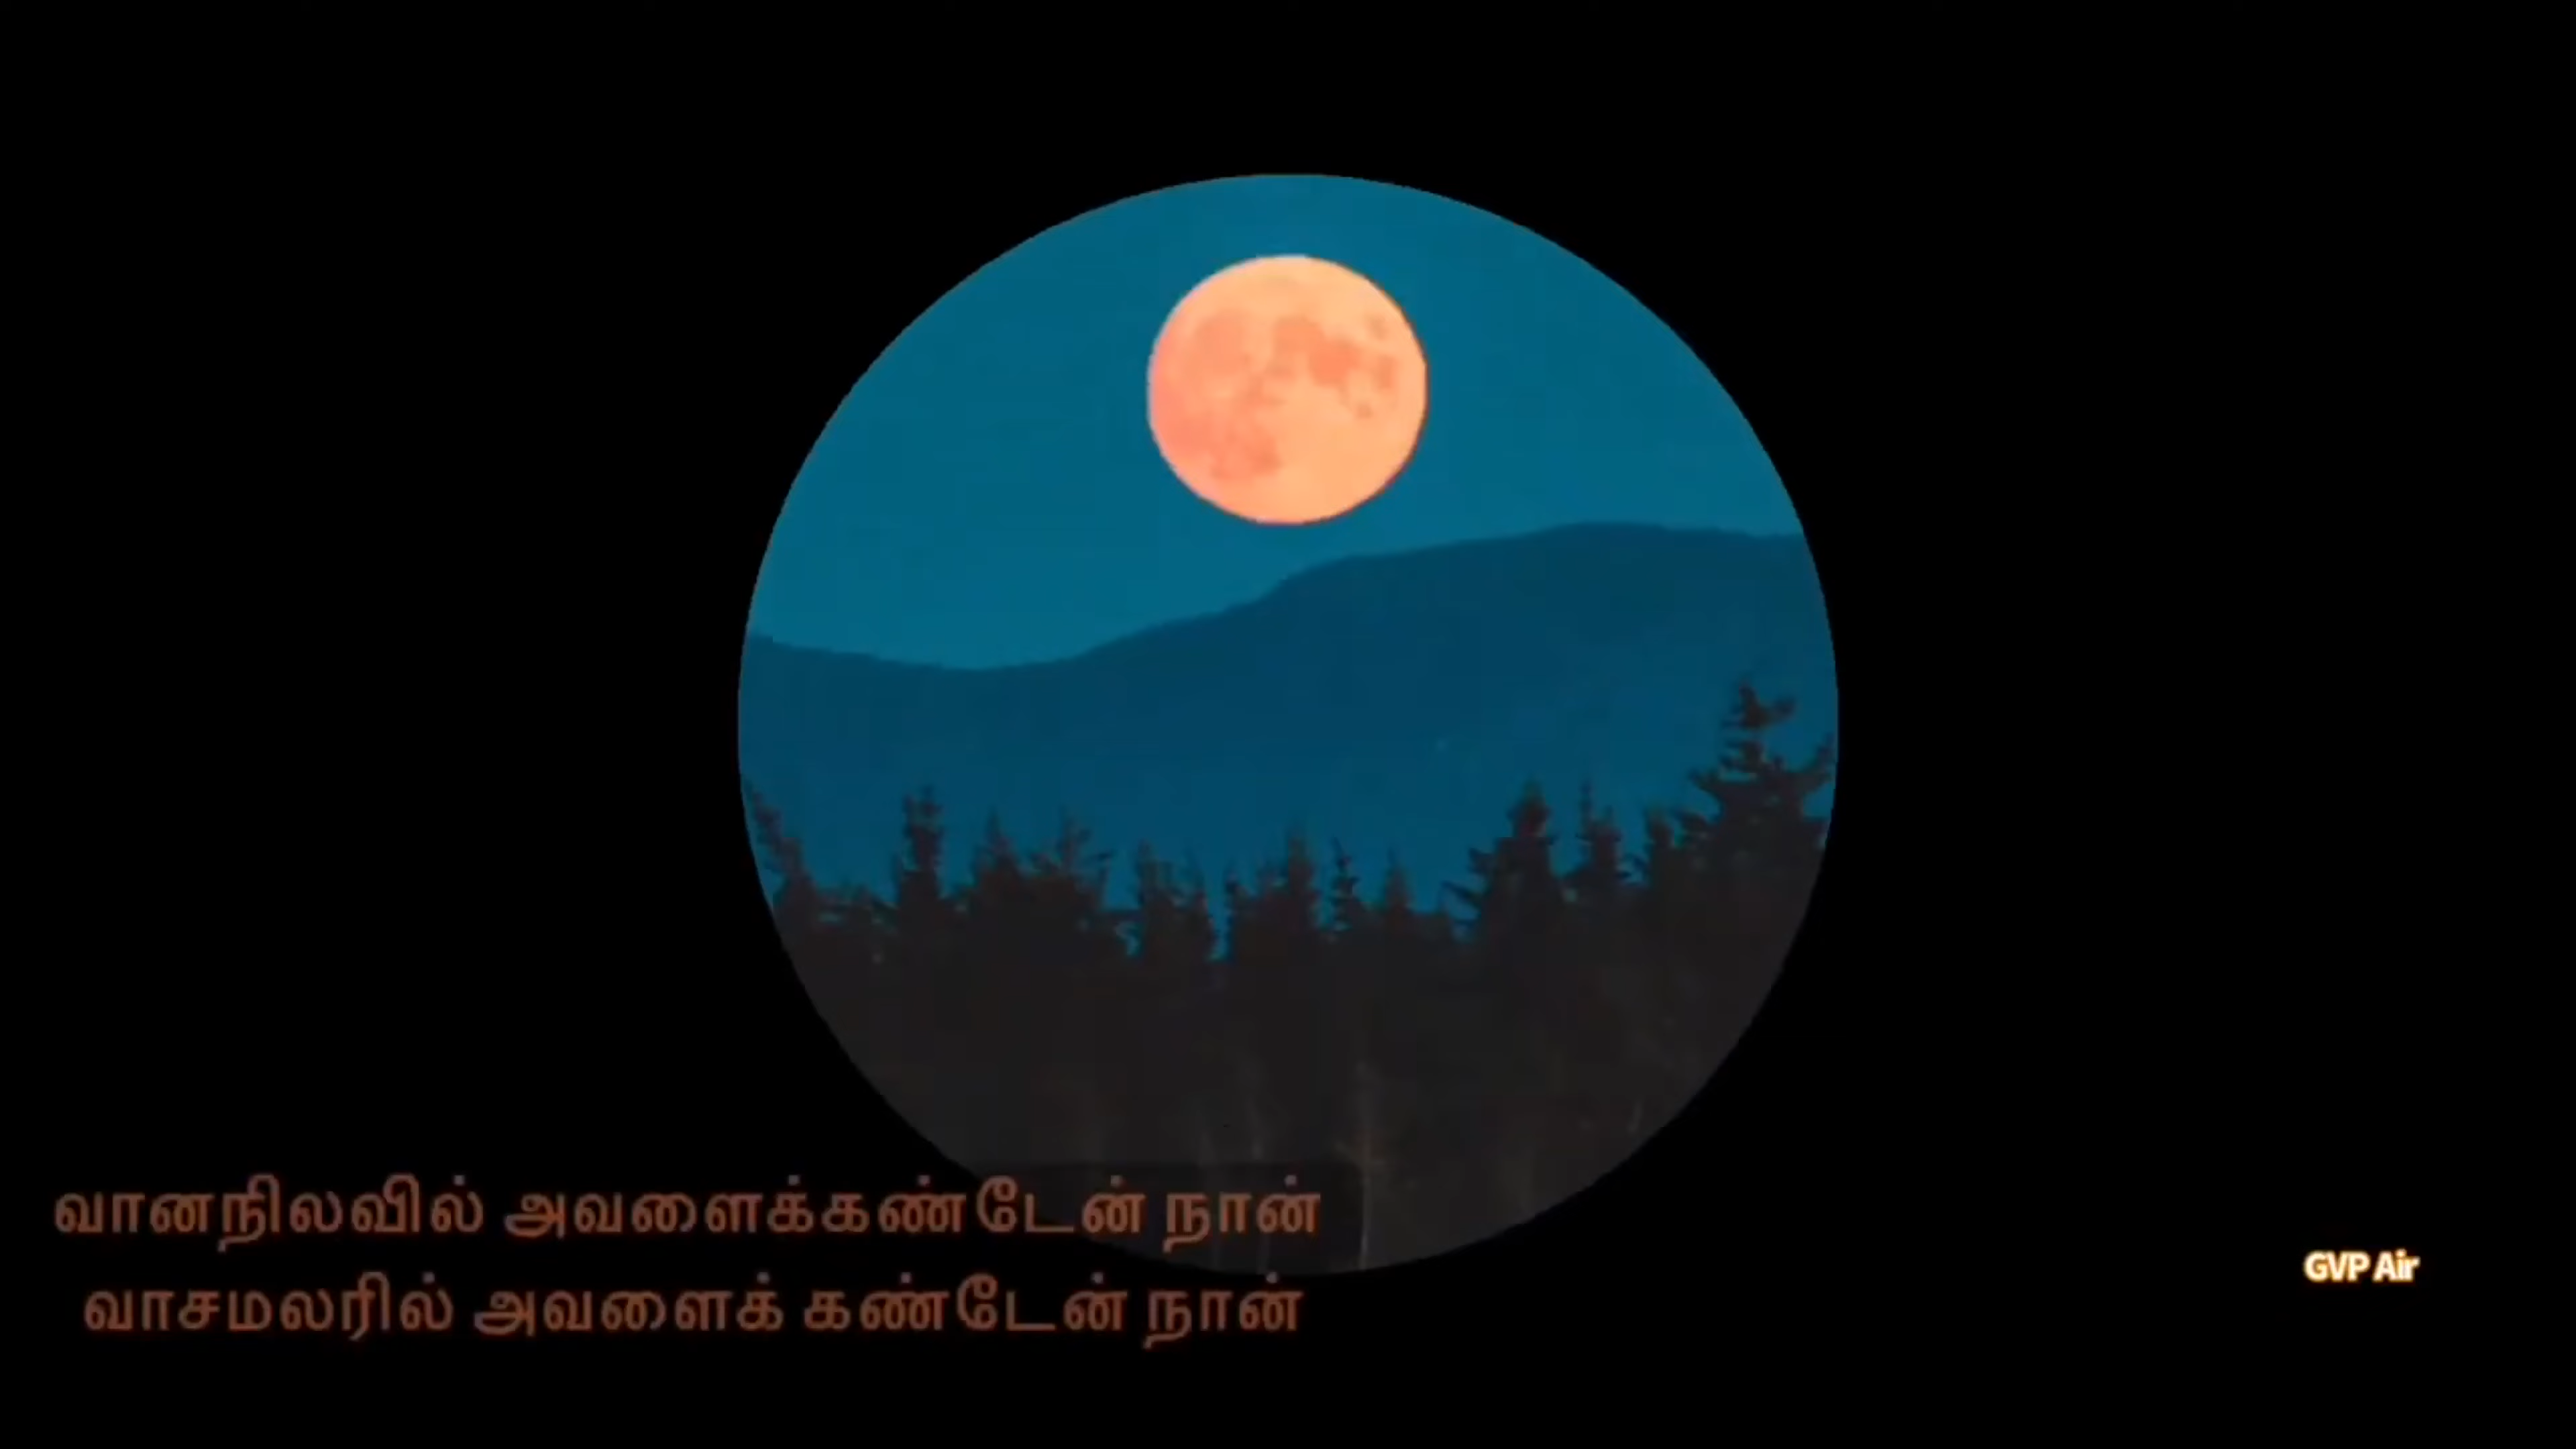 வானநிலவில் அவளைக்கண்டேன் நான்
வாசமலரில் அவளைக் கண்டேன் நான்
GVP Air